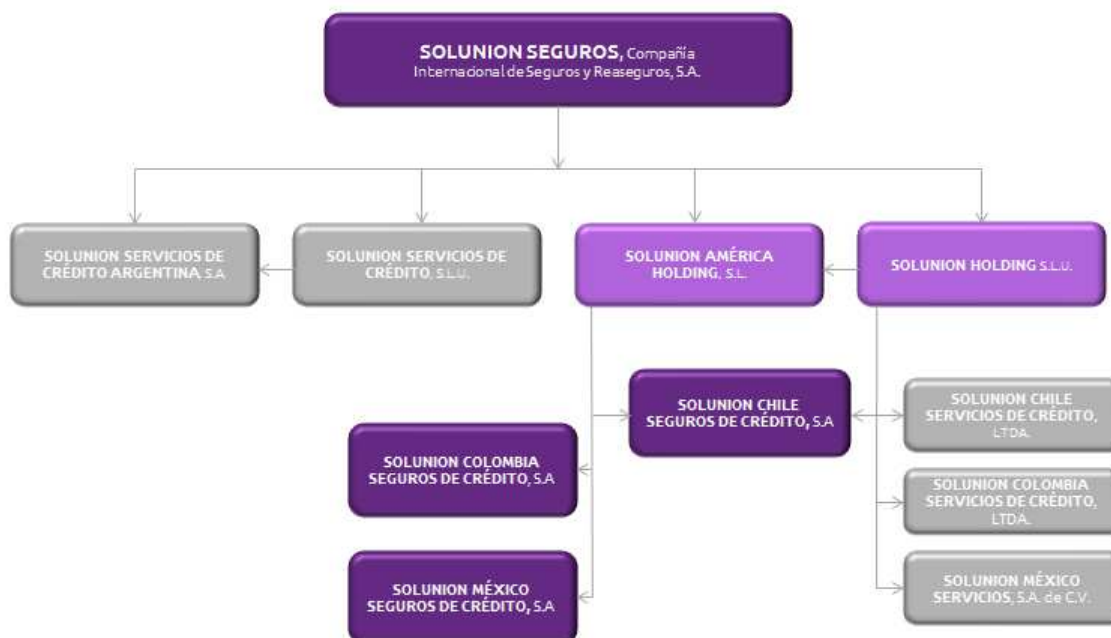 SOLUNION SEGUROS, Compañía
Internacional de Seguros y Reaseguros, S.A.
SOLUNION SERVICIOS DE
CRÉDITO ARGENTINA, S.A
SOLUNION SERVICIOS DE
CRÉDITO, S.L.U.
SOLUNION AMÉRICA
HOLDING, S.L.
SOLUNION HOLDING S.L.U.
SOLUNION CHILE
SEGUROS DE CRÉDITO, S.A
SOLUNION CHILE
SERVICIOS DE CRÉDITO,
LTDA.
SOLUNION COLOMBIA
SEGUROS DE CRÉDITO, S.A
SOLUNION COLOMBIA
SERVICIOS DE CRÉDITO,
LTDA.
SOLUNION MÉXICO
SEGUROS DE CRÉDITO, S.A
SOLUNION MÉXICO
SERVICIOS, S.A. de C.V.